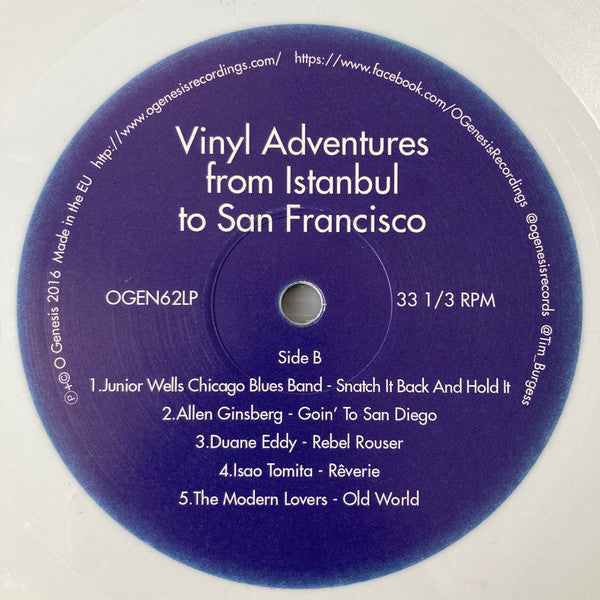 Vinyl Adventures
from Istanbul
to San Francisco
OGEN62LP
33 1/3 RPM
Side B
1.Junior Wells Chicago Blues Band - Snatch It Back And Hold It
2.Allen Ginsberg - Goin' To San Diego
3.Duane Eddy - Rebel Rouser
4.Isao Tomita - Rêverie
5.The Modern Lovers - Old World
℗+© O Genesis 2016 Made in the EU http://www.ogenesisrecordings.com/ https://www.facebook.com/OGenesisRecordings @ogenesisrecords @Tim_Burgess